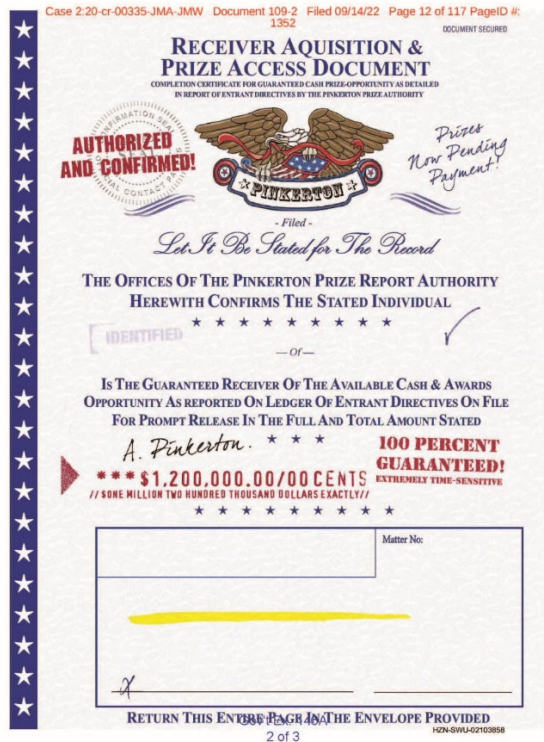 Case 2:20-cr-00335-JMA-JMW Document 109-2 Filed 09/14/22 Page 12 of 117 PageID #:
1352
DOCUMENT SECURED
RECEIVER AQUISITION &
PRIZE ACCESS DOCUMENT
COMPLETION CERTIFICATE FOR GUARANTEED CASH PRIZE-OPPORTUNITY AS DETAILED
IN REPORT OF ENTRANT DIRECTIVES BY THE PINKERTON PRIZE AUTHORITY
CONFIRMATION SEAL
AUTHORIZED
AND CONFIRMED!
CONTACT
PINKERTON
Prizes
Now Pending
Payment!
- Filed -
Let It Be Stated for The Record
THE OFFICES OF THE PINKERTON PRIZE REPORT AUTHORITY
HEREWITH CONFIRMS THE STATED INDIVIDUAL
IDENTIFIED
— Of —
IS THE GUARANTEED RECEIVER OF THE AVAILABLE CASH & AWARDS
OPPORTUNITY AS REPORTED ON LEDGER OF ENTRANT DIRECTIVES ON FILE
FOR PROMPT RELEASE IN THE FULL AND TOTAL AMOUNT STATED
A. Pinkerton.
100 PERCENT
GUARANTEED!
EXTREMELY TIME-SENSITIVE
***$1,200,000.00/00 CENTS
//$ONE MILLION TWO HUNDRED THOUSAND DOLLARS EXACTLY//
Matter No:
x
RETURN THIS ENTIRE PAGE IN THE ENVELOPE PROVIDED
2 of 3
HZN-SWU-02103858